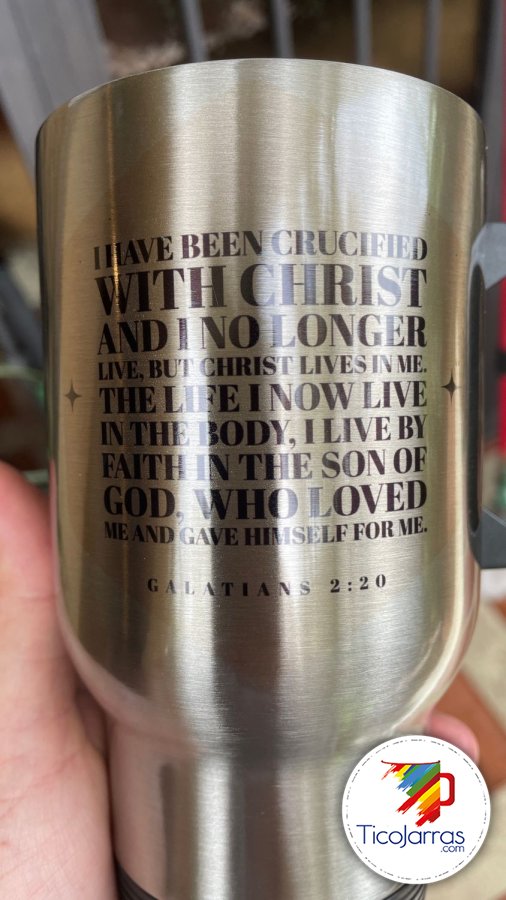 I HAVE BEEN CRUCIFIED
WITH CHRIST
AND I NO LONGER
LIVE, BUT CHRIST LIVES IN ME.
THE LIFE I NOW LIVE
IN THE BODY, I LIVE BY
FAITH IN THE SON OF
GOD, WHO LOVED
ME AND GAVE HIMSELF FOR ME.
GALATIANS 2:20
TicoJarras
.com